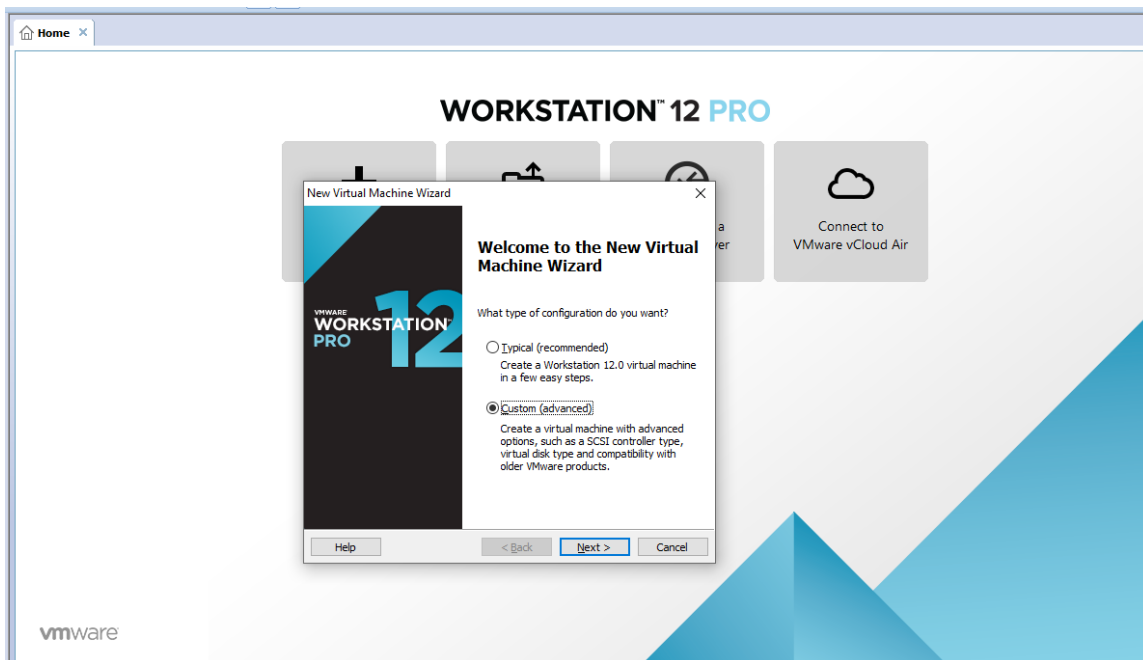 Home
WORKSTATION™ 12 PRO
a
ver
Connect to
VMware vCloud Air
New Virtual Machine Wizard
VMWARE
WORKSTATION™
PRO
12
Welcome to the New Virtual
Machine Wizard
What type of configuration do you want?
Typical (recommended)
Create a Workstation 12.0 virtual machine
in a few easy steps.
Custom (advanced)
Create a virtual machine with advanced
options, such as a SCSI controller type,
virtual disk type and compatibility with
older VMware products.
Help
< Back
Next >
Cancel
vmware